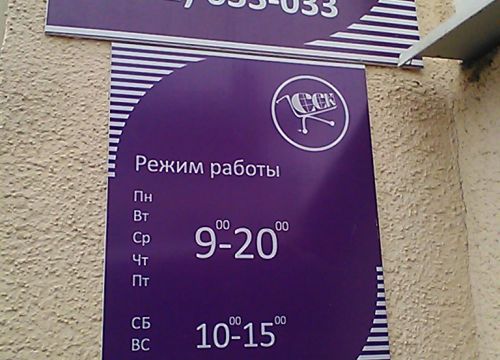 033-033
ССК
Режим работы
Пн
Вт
Ср
Чт
Пт
9⁰⁰-20⁰⁰
СБ
ВС
10⁰⁰-15⁰⁰